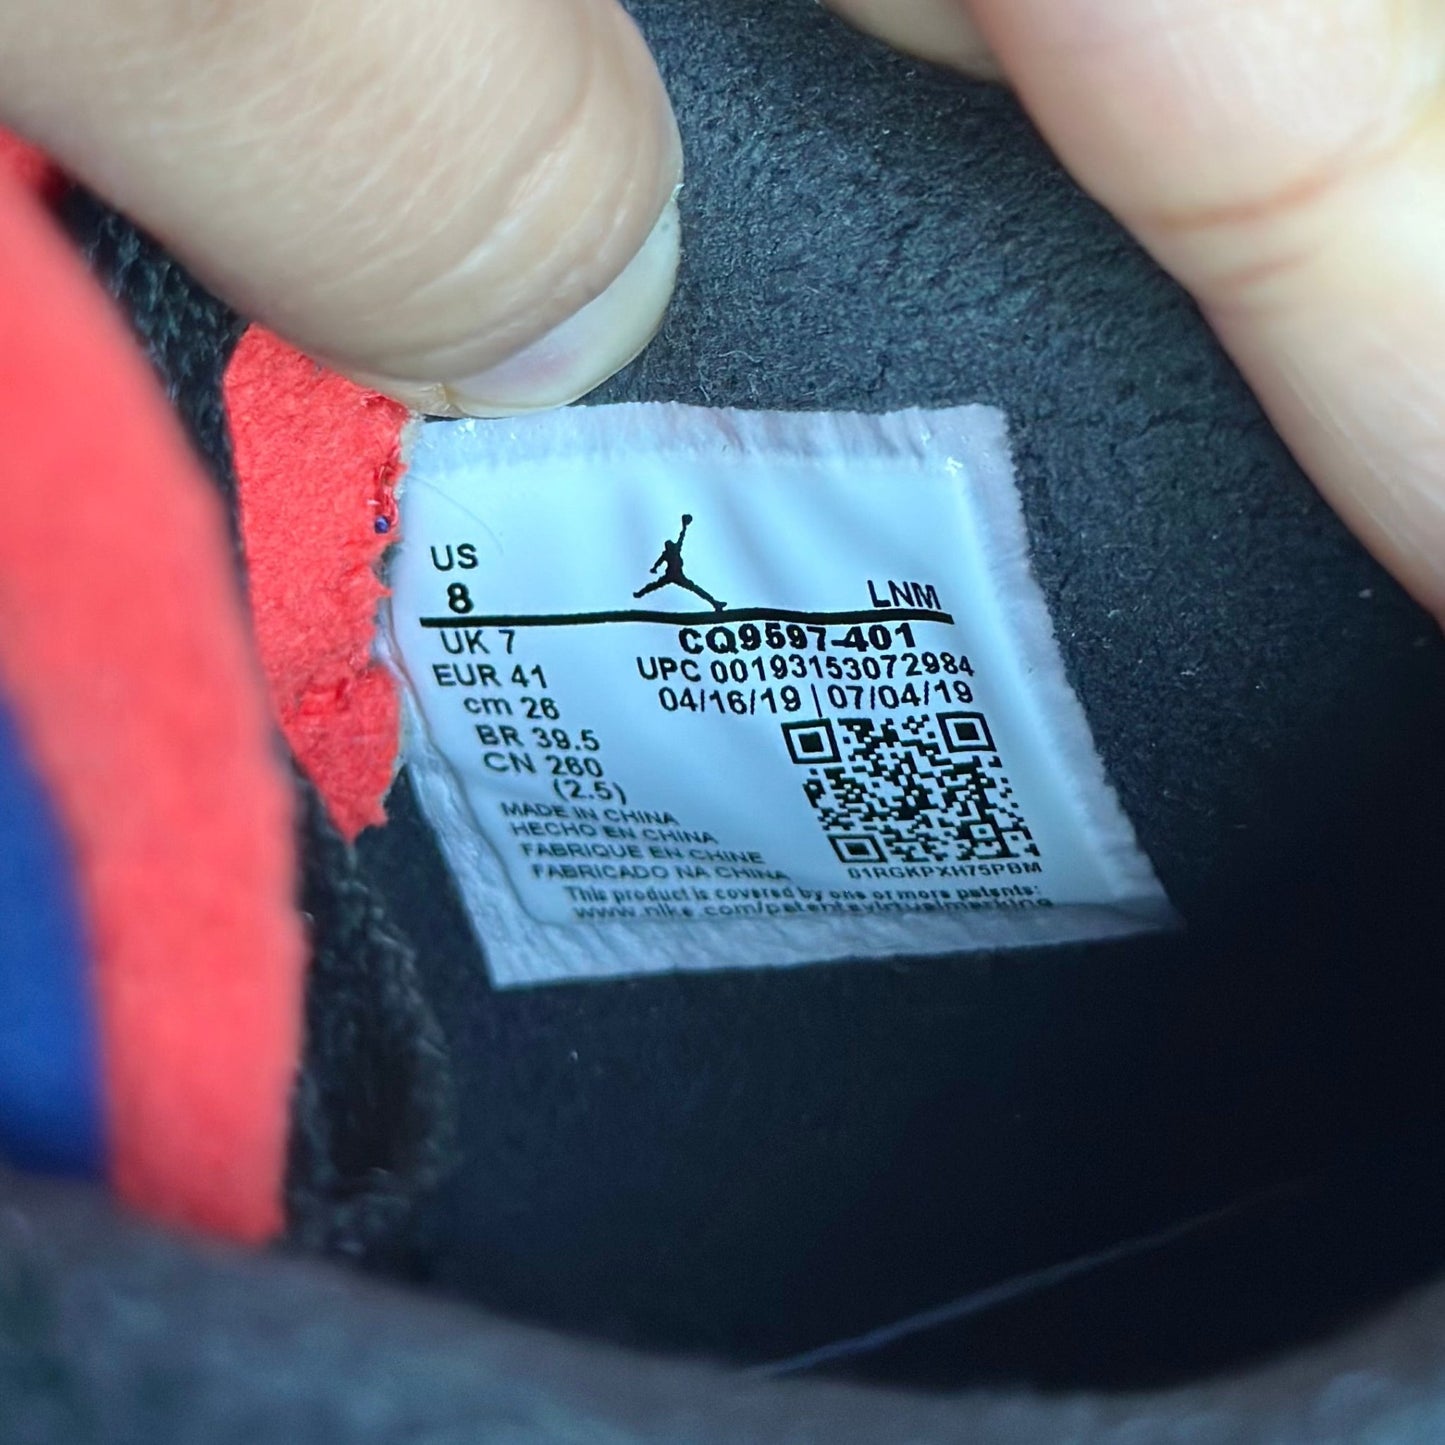 US
8
LNM
UK 7
CQ9597-401
EUR 41
UPC 00193153072984
cm 26
04/16/19 | 07/04/19
BR 39.5
CN 260
(2.5)
MADE IN CHINA
HECHO EN CHINA
FABRIQUE EN CHINE
FABRICADO NA CHINA
01RGKPXH75PBM
This product is covered by one or more patents:
www.nike.com/patentsvirtualmarking